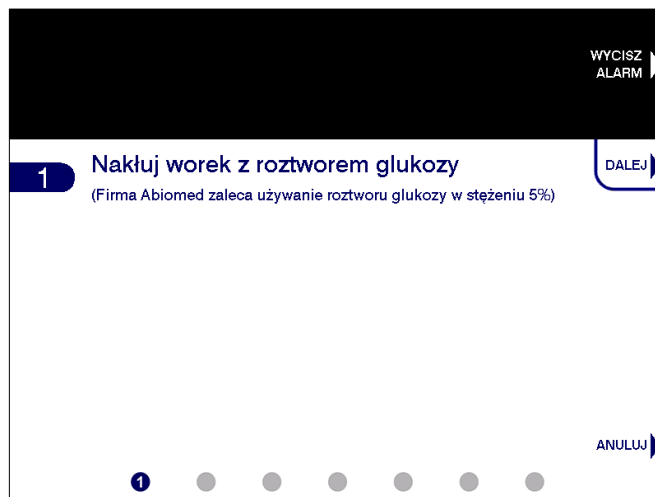 WYCISZ
ALARM
1
Nakłuj worek z roztworem glukozy
DALEJ
(Firma Abiomed zaleca używanie roztworu glukozy w stężeniu 5%)
ANULUJ
1